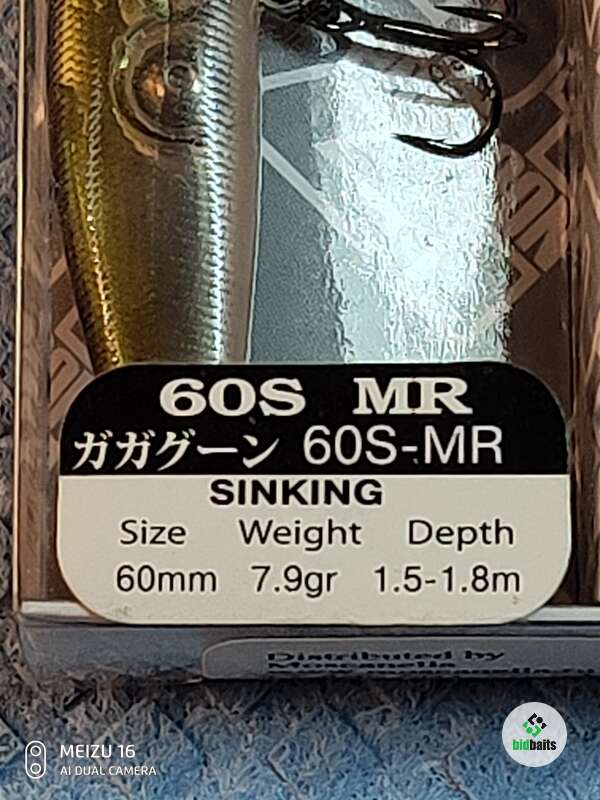 60S MR
ガガグーン 60S-MR
SINKING
Size Weight Depth
60mm 7.9gr 1.5-1.8m
Distributed by
MEIZU 16
AI DUAL CAMERA
bidbaits